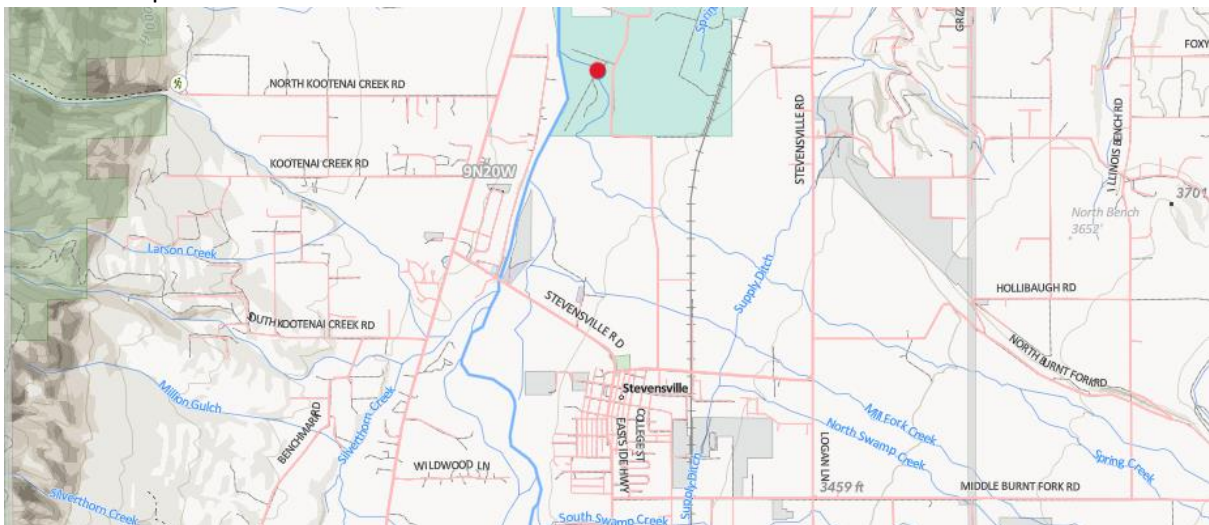 Spring
GRIZ
FOXY
NORTH KOOTENAI CREEK RD
KOOTENAI CREEK RD
9N20W
STEVENSVILLE RD
ILLINOIS BENCH RD
3701
North Bench
3652'
Larson Creek
Supply Ditch
HOLLIBAUGH RD
STEVENSVILLE RD
OUTH KOOTENAI CREEK RD
NORTH BURNT FORK RD
Stevensville
Million Gulch
BENCHMARK RD
Silverthorn Creek
COLLEGE ST
EASTSIDE HWY
Mill Fork Creek
North Swamp Creek
Spring Creek
LOGAN LN
WILDWOOD LN
Supply Ditch
3459 ft
MIDDLE BURNT FORK RD
Silverthorn Creek
South Swamp Creek